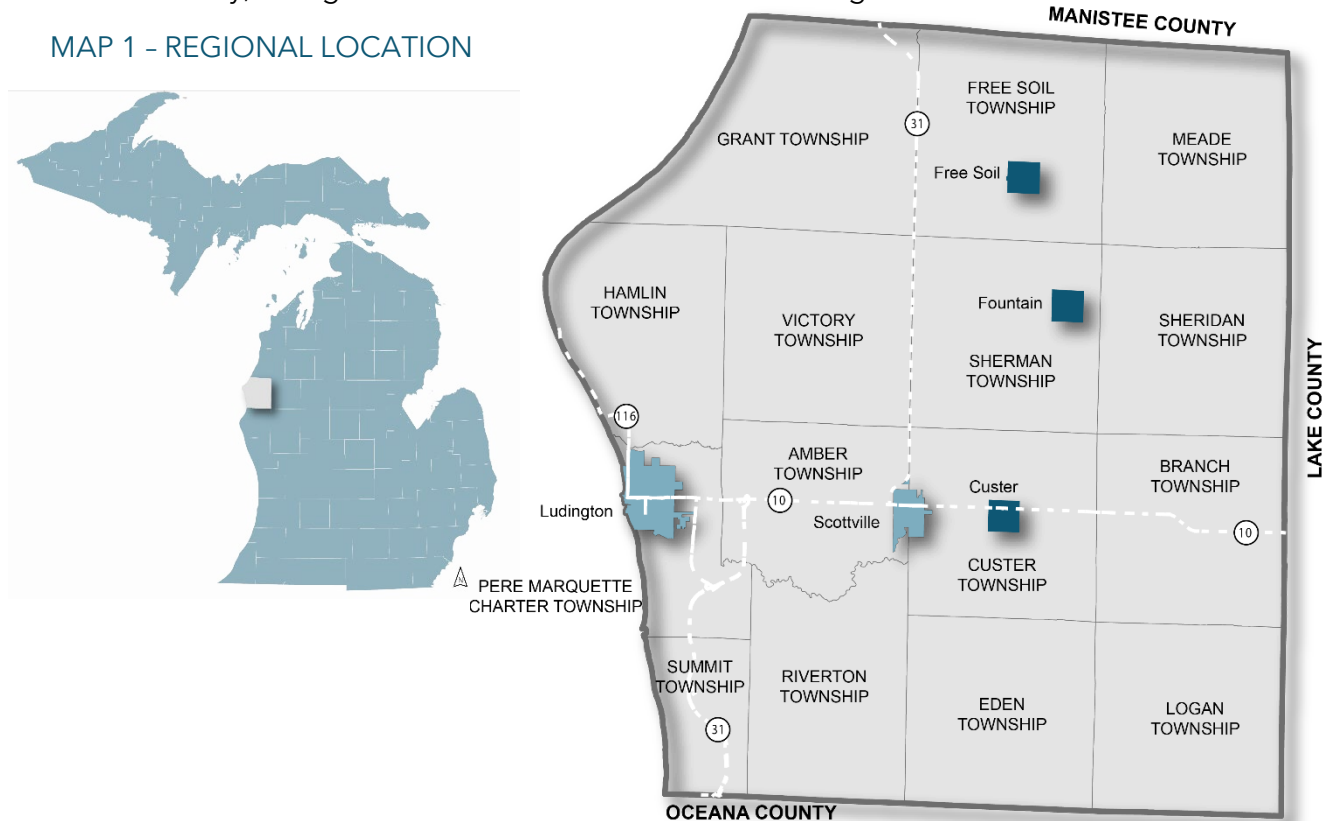 MAP 1 – REGIONAL LOCATION
MANISTEE COUNTY
FREE SOIL
TOWNSHIP
31
GRANT TOWNSHIP
MEADE
TOWNSHIP
Free Soil
HAMLIN
TOWNSHIP
Fountain
VICTORY
TOWNSHIP
SHERIDAN
TOWNSHIP
SHERMAN
TOWNSHIP
LAKE COUNTY
116
AMBER
TOWNSHIP
BRANCH
TOWNSHIP
Custer
10
Ludington
Scottville
10
CUSTER
TOWNSHIP
N
PERE MARQUETTE
CHARTER TOWNSHIP
SUMMIT
TOWNSHIP
RIVERTON
TOWNSHIP
EDEN
TOWNSHIP
LOGAN
TOWNSHIP
31
OCEANA COUNTY